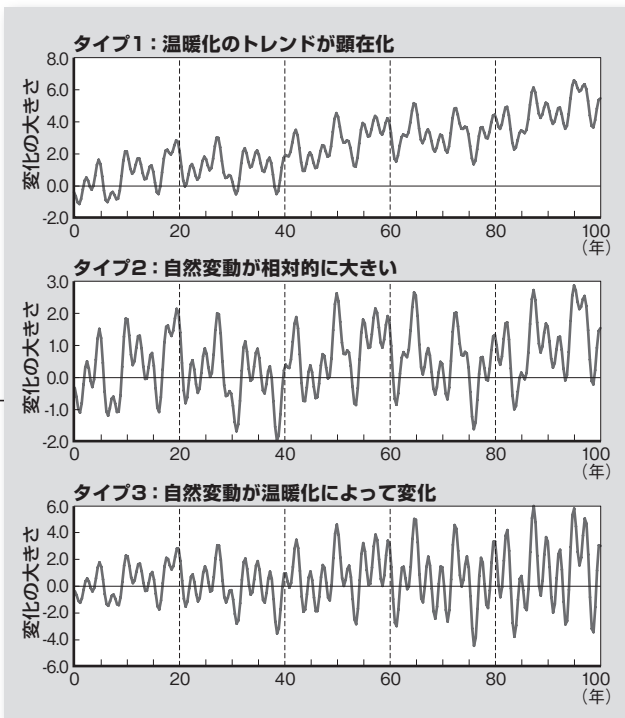 タイプ1：温暖化のトレンドが顕在化
変化の大きさ
8.0
6.0
4.0
2.0
0.0
-2.0
0 20 40 60 80 100
（年）
タイプ2：自然変動が相対的に大きい
変化の大きさ
3.0
2.0
1.0
0.0
-1.0
-2.0
0 20 40 60 80 100
（年）
タイプ3：自然変動が温暖化によって変化
変化の大きさ
6.0
4.0
2.0
0.0
-2.0
-4.0
-6.0
0 20 40 60 80 100
（年）